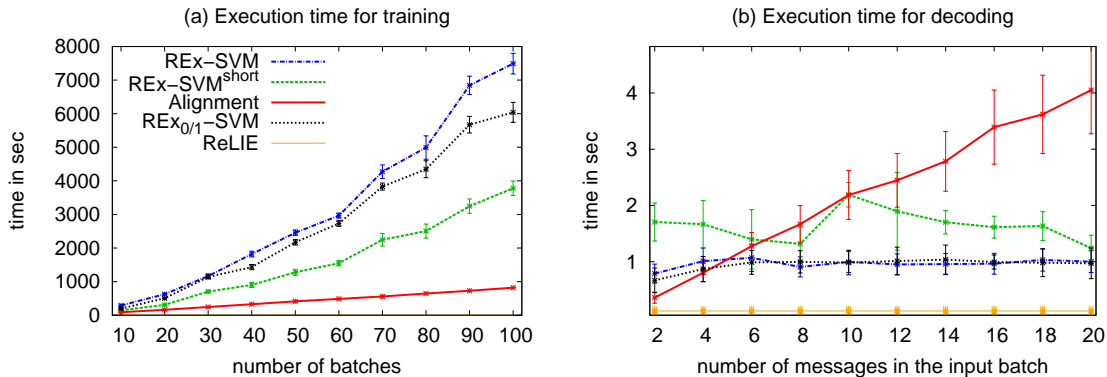 (a) Execution time for training
time in sec
8000
7000
6000
5000
4000
3000
2000
1000
0
REx−SVM
REx−SVM^short
Alignment
REx_0/1−SVM
ReLIE
10 20 30 40 50 60 70 80 90 100
number of batches
(b) Execution time for decoding
time in sec
4
3
2
1
0
2 4 6 8 10 12 14 16 18 20
number of messages in the input batch